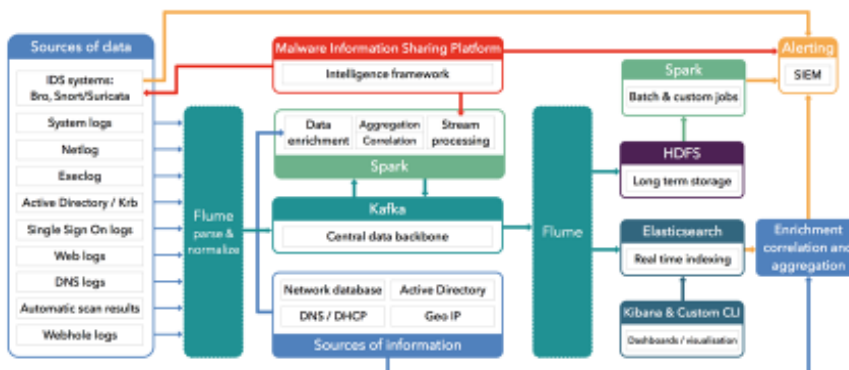 Sources of data
IDS systems:
Bro, Snort/Suricata
System logs
Netlog
Execlog
Active Directory / Krb
Single Sign On logs
Web logs
DNS logs
Automatic scan results
Webhole logs
Flume
parse &
normalize
Malware Information Sharing Platform
Intelligence framework
Data
enrichment
Aggregation
Correlation
Stream
processing
Spark
Kafka
Central data backbone
Network database
Active Directory
DNS / DHCP
Geo IP
Sources of information
Flume
Spark
Batch & custom jobs
HDFS
Long term storage
Elasticsearch
Real time indexing
Kibana & Custom CLI
Dashboards / visualisation
Alerting
SIEM
Enrichment
correlation and
aggregation